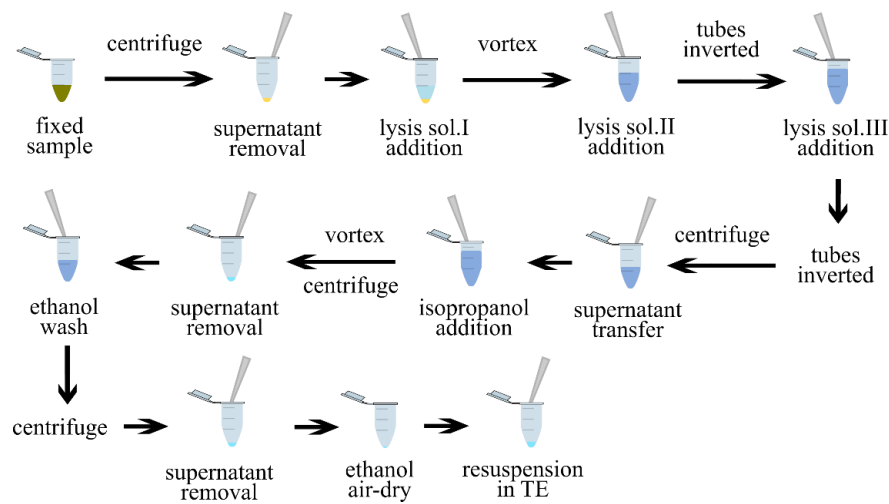 centrifuge
vortex
tubes
inverted
fixed
sample
supernatant
removal
lysis sol.I
addition
lysis sol.II
addition
lysis sol.III
addition
tubes
inverted
centrifuge
supernatant
transfer
isopropanol
addition
vortex
centrifuge
supernatant
removal
ethanol
wash
centrifuge
supernatant
removal
ethanol
air-dry
resuspension
in TE